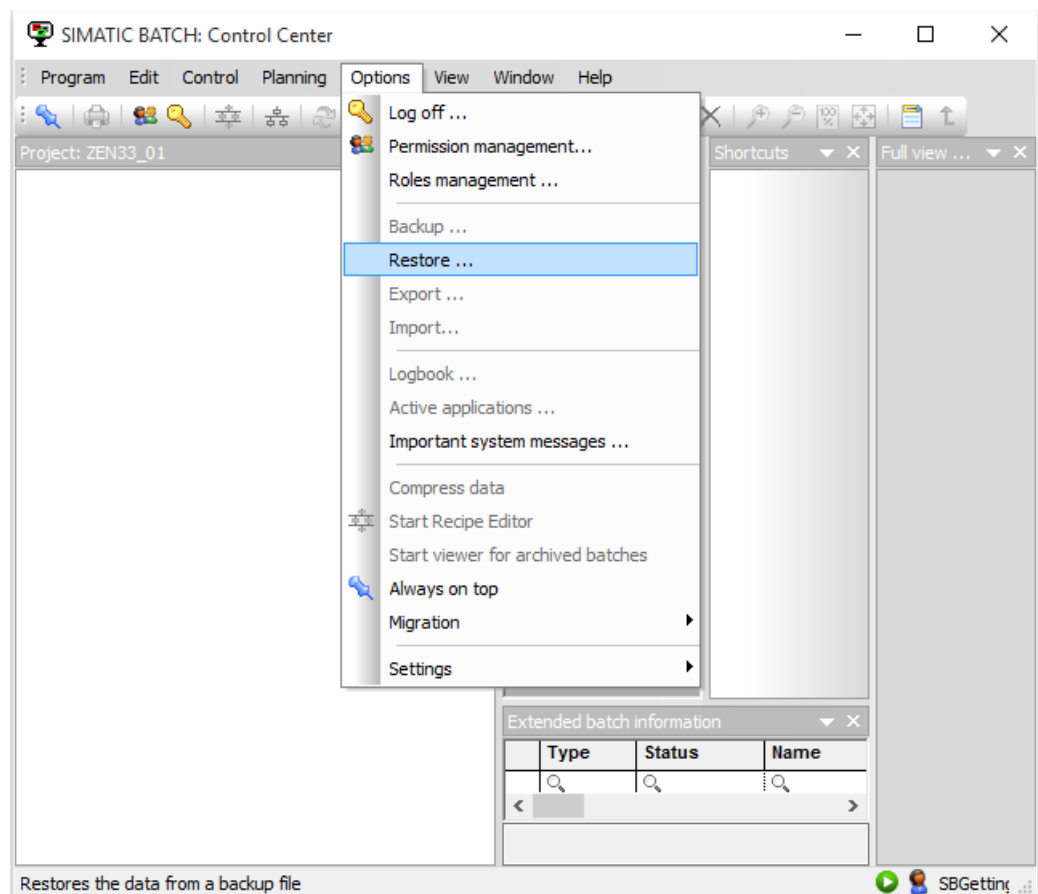 SIMATIC BATCH: Control Center
Program Edit Control Planning Options View Window Help
100 %
Project: ZEN33_01
Shortcuts
Full view ...
Log off ...
Permission management...
Roles management ...
Backup ...
Restore ...
Export ...
Import...
Logbook ...
Active applications ...
Important system messages ...
Compress data
Start Recipe Editor
Start viewer for archived batches
Always on top
Migration
Settings
Extended batch information
Type Status Name
Restores the data from a backup file
SBGetting